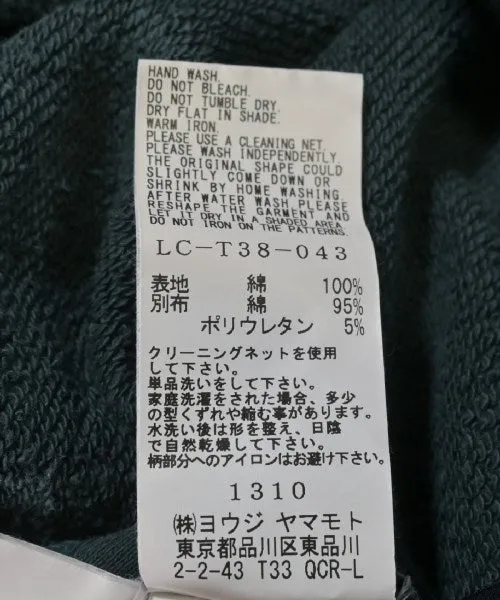 HAND WASH.
DO NOT BLEACH.
DO NOT TUMBLE DRY.
DRY FLAT IN SHADE.
WARM IRON.
PLEASE USE A CLEANING NET.
PLEASE WASH INDEPENDENTLY.
THE ORIGINAL SHAPE COULD
SLIGHTLY COME DOWN OR
SHRINK BY HOME WASHING
AFTER WATER WASH PLEASE
RESHAPE THE GARMENT AND
LET IT DRY IN A SHADED AREA.
DO NOT IRON ON THE PATTERNS.
LC-T38-043
表地 綿 100%
別布 綿 95%
ポリウレタン 5%
クリーニングネットを使用
して下さい。
単品洗いをして下さい。
家庭洗濯をされた場合、多少
の型くずれや縮む事があります。
水洗い後は形を整え、日陰
で自然乾燥して下さい。
柄部分へのアイロンはお避け下さい。
1310
㈱ヨウジ ヤマモト
東京都品川区東品川
2-2-43 T33 QCR-L